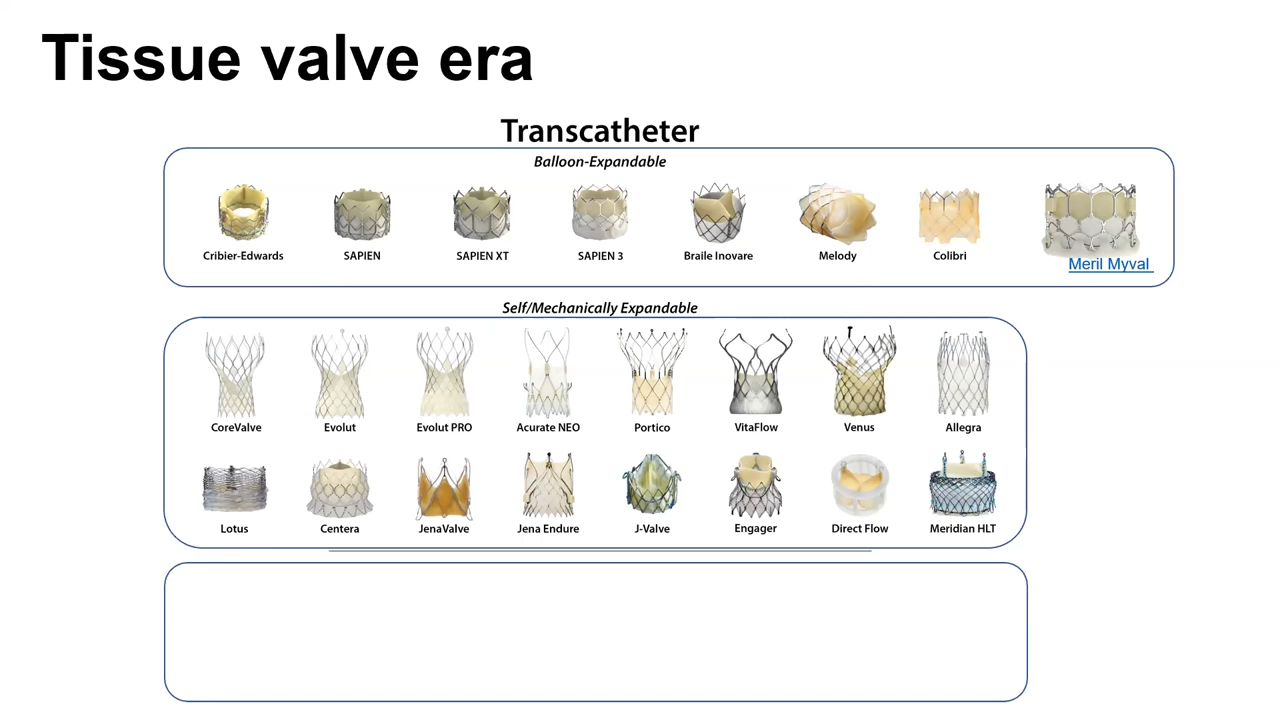 Tissue valve era
Transcatheter
Balloon-Expandable
Cribier-Edwards SAPIEN SAPIEN XT SAPIEN 3 Braile Inovare Melody Colibri Meril Myval
Self/Mechanically Expandable
CoreValve Evolut Evolut PRO Acurate NEO Portico VitaFlow Venus Allegra
Lotus Centera JenaValve Jena Endure J-Valve Engager Direct Flow Meridian HLT